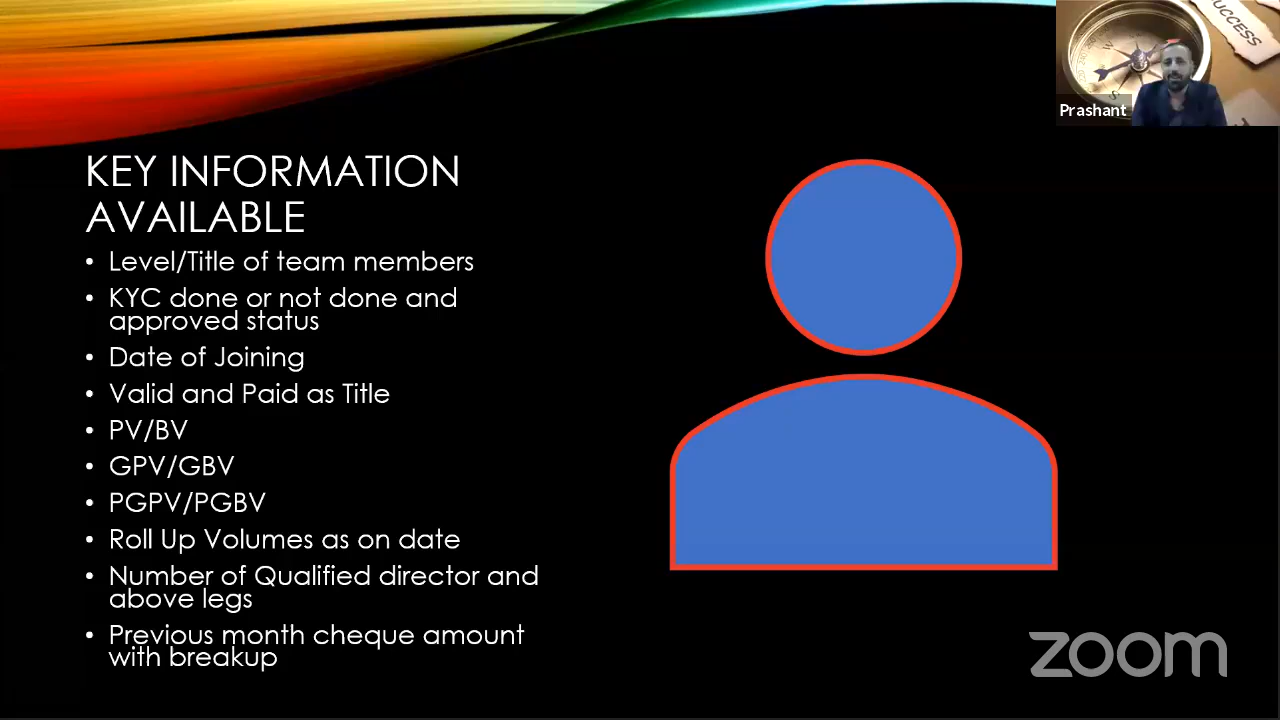 KEY INFORMATION
AVAILABLE
• Level/Title of team members
• KYC done or not done and
approved status
• Date of Joining
• Valid and Paid as Title
• PV/BV
• GPV/GBV
• PGPV/PGBV
• Roll Up Volumes as on date
• Number of Qualified director and
above legs
• Previous month cheque amount
with breakup
Prashant
zoom